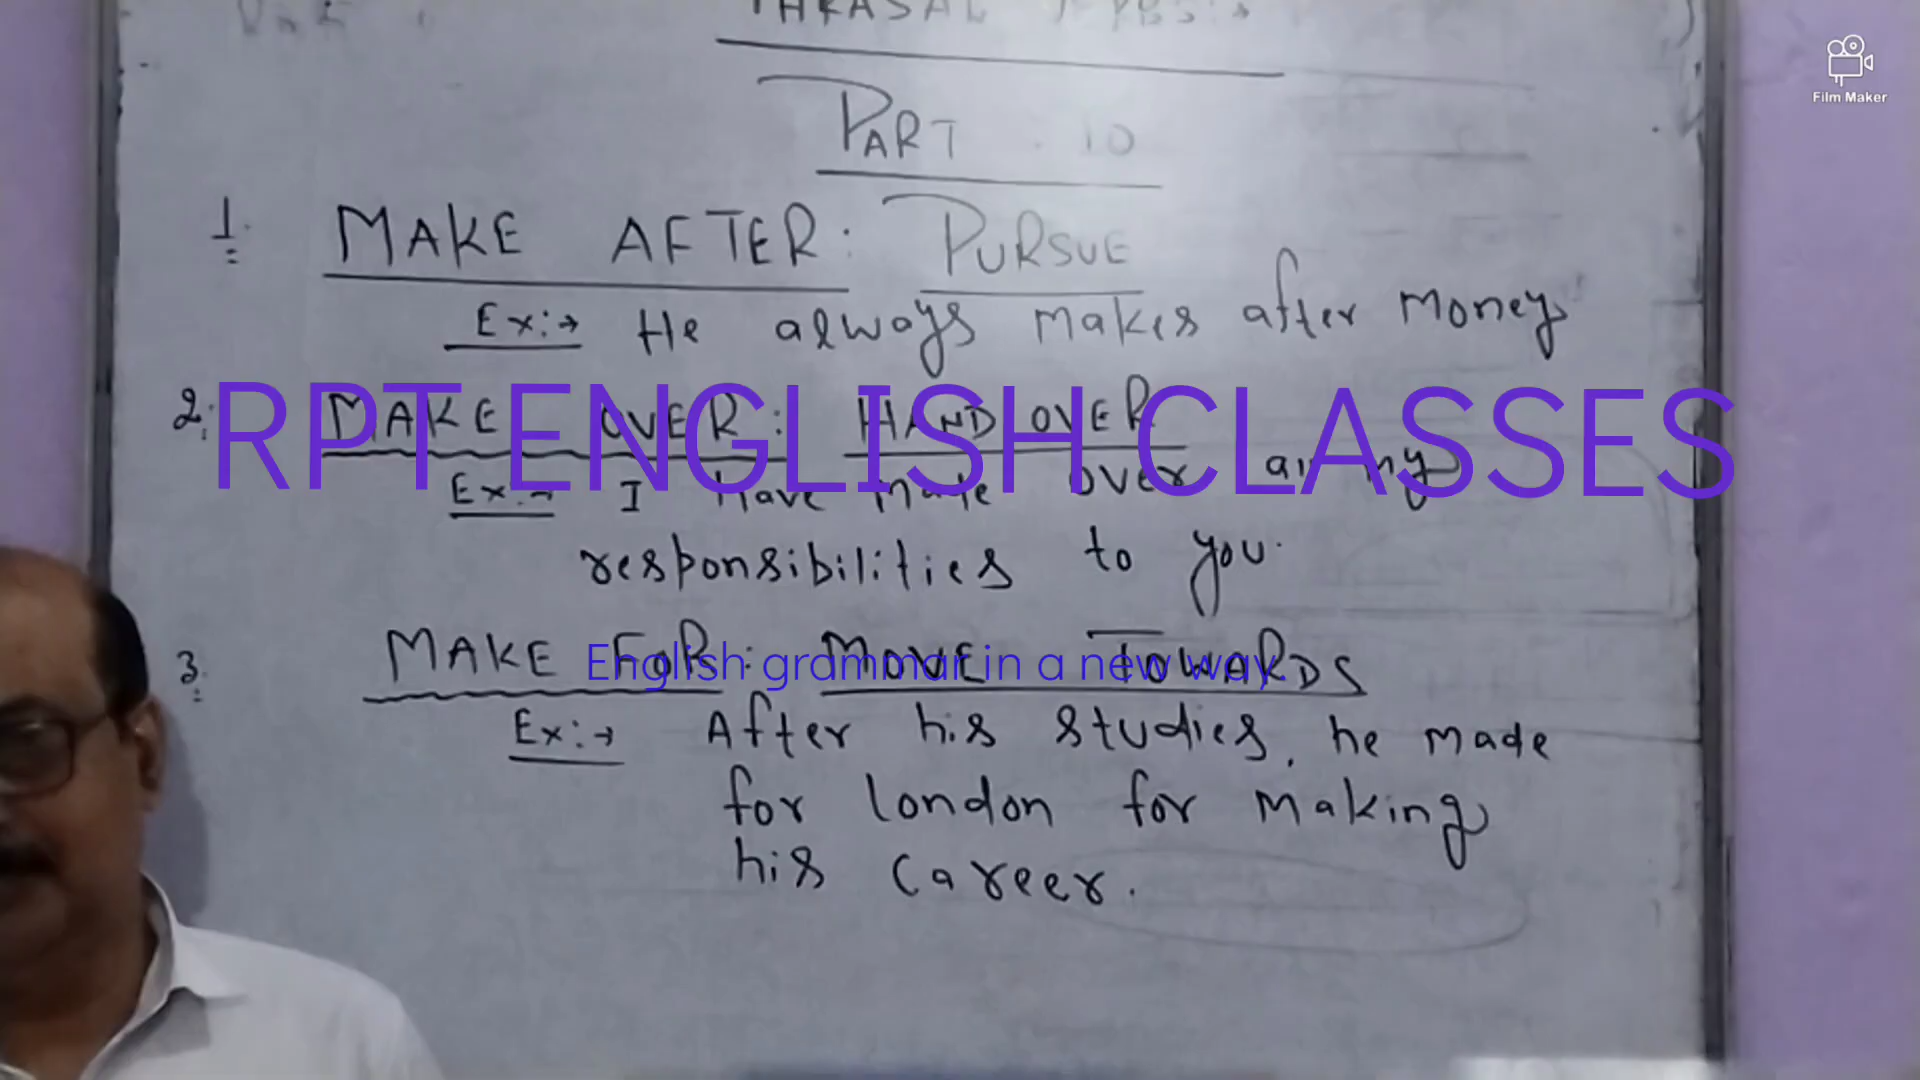 PART 10
Film Maker
1. MAKE AFTER: PURSUE
Ex:→ He always makes after Money
2. MAKE OVER: HAND OVER
RPT ENGLISH CLASSES
Ex:→ I have made over my
responsibilities to you.
3. MAKE FOR: MOVE TOWARDS
English grammar in a new way.
Ex:→ After his studies, he made
for london for making
his career.